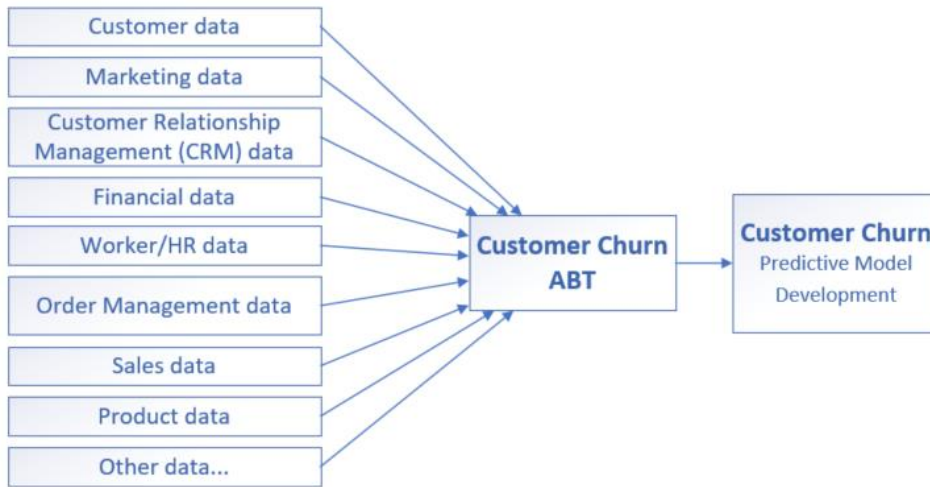 Customer data
Marketing data
Customer Relationship
Management (CRM) data
Financial data
Worker/HR data
Order Management data
Sales data
Product data
Other data...
Customer Churn
ABT
Customer Churn
Predictive Model
Development